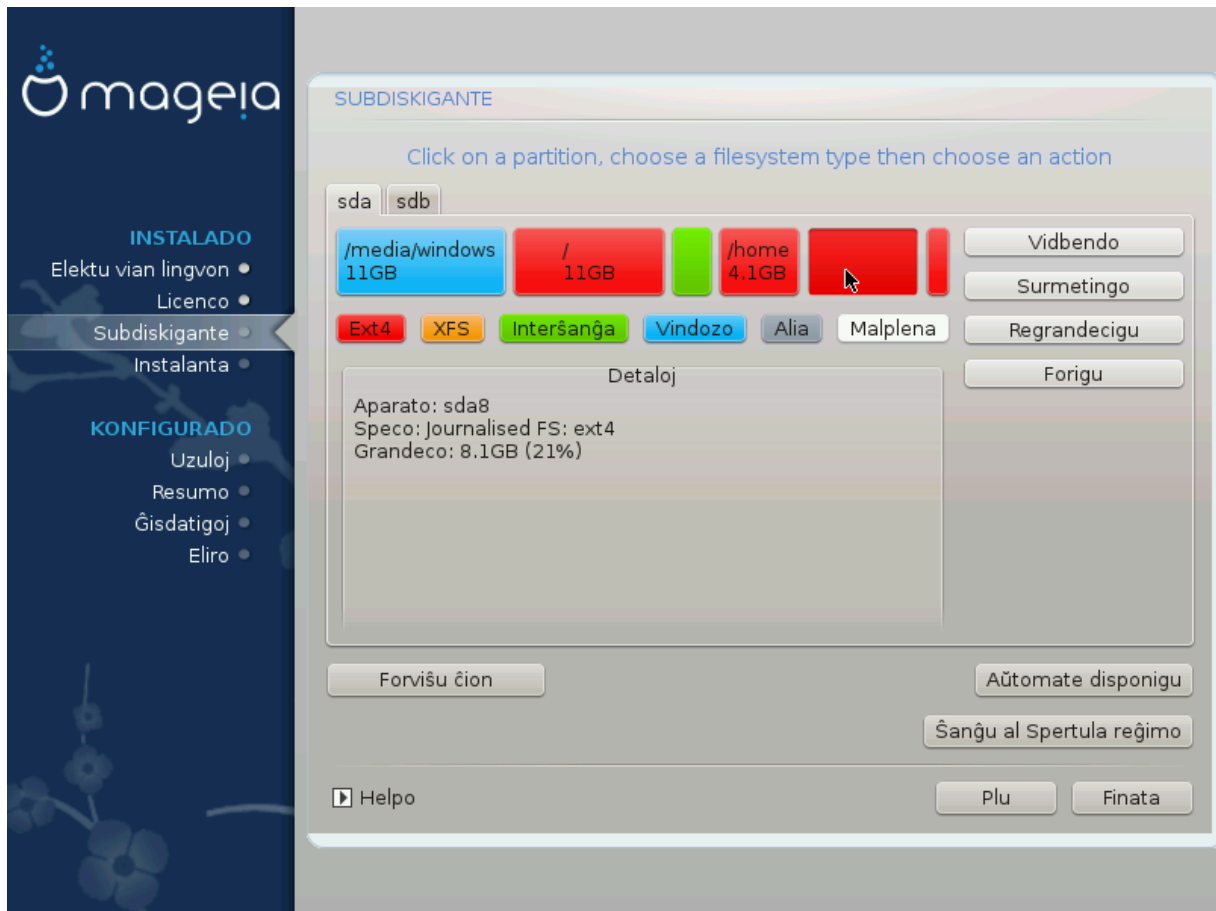 mageia
INSTALADO
Elektu vian lingvon
Licenco
Subdiskigante
Instalanta
KONFIGURADO
Uzuloj
Resumo
Ĝisdatigoj
Eliro
SUBDISKIGANTE
Click on a partition, choose a filesystem type then choose an action
sda sdb
/media/windows
11GB
/
11GB
/home
4.1GB
Ext4 XFS Interŝanĝa Vindozo Alia Malplena
Vidbendo
Surmetingo
Regrandecigu
Forigu
Detaloj
Aparato: sda8
Speco: Journalised FS: ext4
Grandeco: 8.1GB (21%)
Forviŝu ĉion
Aŭtomate disponigu
Ŝanĝu al Spertula reĝimo
Helpo
Plu
Finata